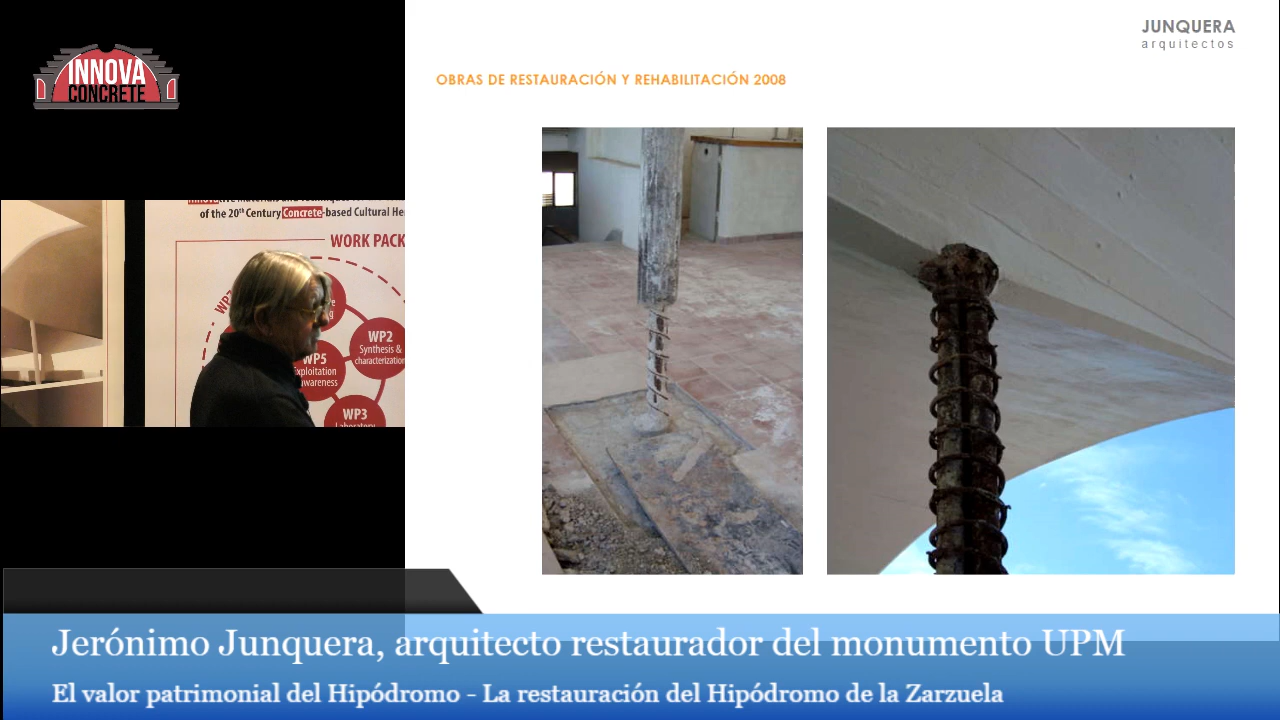 INNOVA
CONCRETE
JUNQUERA
arquitectos
OBRAS DE RESTAURACIÓN Y REHABILITACIÓN 2008
of the 20th Century Concrete-based Cultural He
WORK PACK
WP2
Synthesis &
characterization
WP5
Exploitation
awareness
WP3
Laboratory
Jerónimo Junquera, arquitecto restaurador del monumento UPM
El valor patrimonial del Hipódromo - La restauración del Hipódromo de la Zarzuela